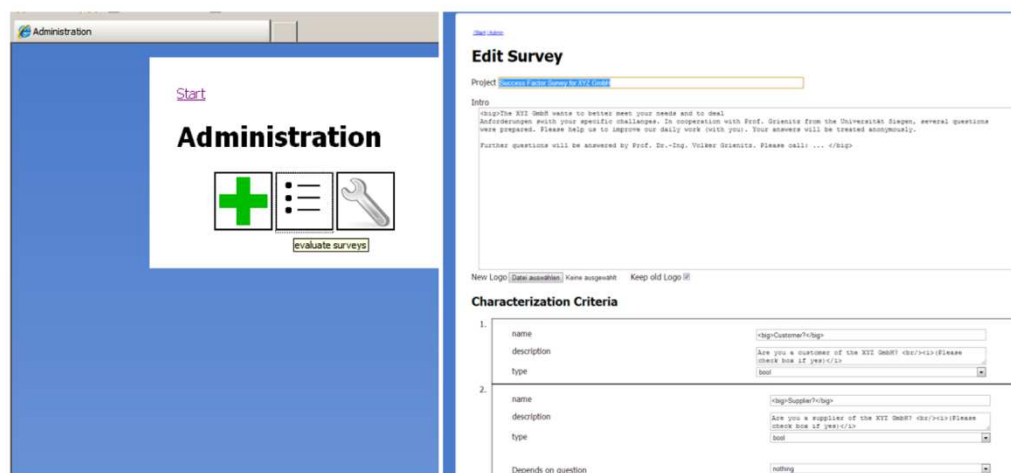 Administration
Start
Administration
evaluate surveys
Start Admin
Edit Survey
Project Success Factor Survey for XYZ GmbH
Intro
<big>The XYZ GmbH wants to better meet your needs and to deal
Anforderungen swith your specific challanges. In cooperation with Prof. Grienitz from the Universität Siegen, several questions
were prepared. Please help us to improve our daily work (with you). Your answers will be treated anonymously.
Further questions will be answered by Prof. Dr.-Ing. Volker Grienitz. Please call: ... </big>
New Logo Datei auswählen Keine ausgewählt Keep old Logo
Characterization Criteria
1.
name <big>Customer?</big>
description Are you a customer of the XYZ GmbH? <br/><i>(Please
check box if yes)</i>
type bool
2.
name <big>Supplier?</big>
description Are you a supplier of the XYZ GmbH? <br/><i>(Please
check box if yes)</i>
type bool
Depends on question nothing